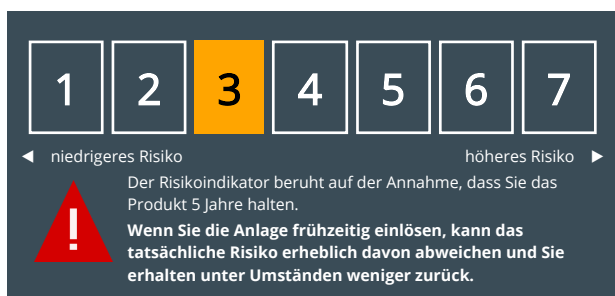 1 2 3 4 5 6 7
niedrigeres Risiko höheres Risiko
Der Risikoindikator beruht auf der Annahme, dass Sie das
Produkt 5 Jahre halten.
Wenn Sie die Anlage frühzeitig einlösen, kann das
tatsächliche Risiko erheblich davon abweichen und Sie
erhalten unter Umständen weniger zurück.